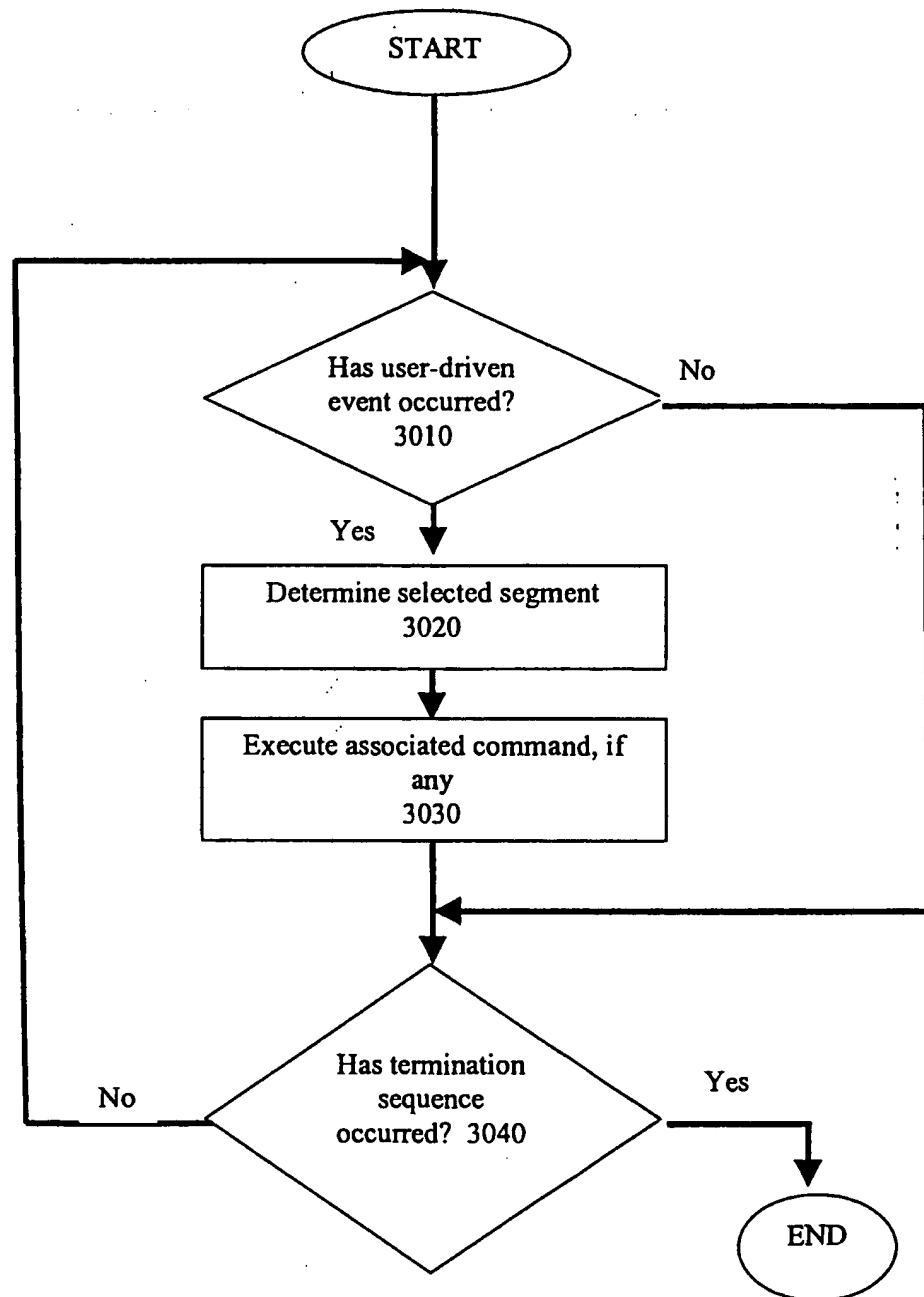 START
Has user-driven
event occurred?
3010
No
Yes
Determine selected segment
3020
Execute associated command, if
any
3030
Has termination
sequence
occurred? 3040
No
Yes
END